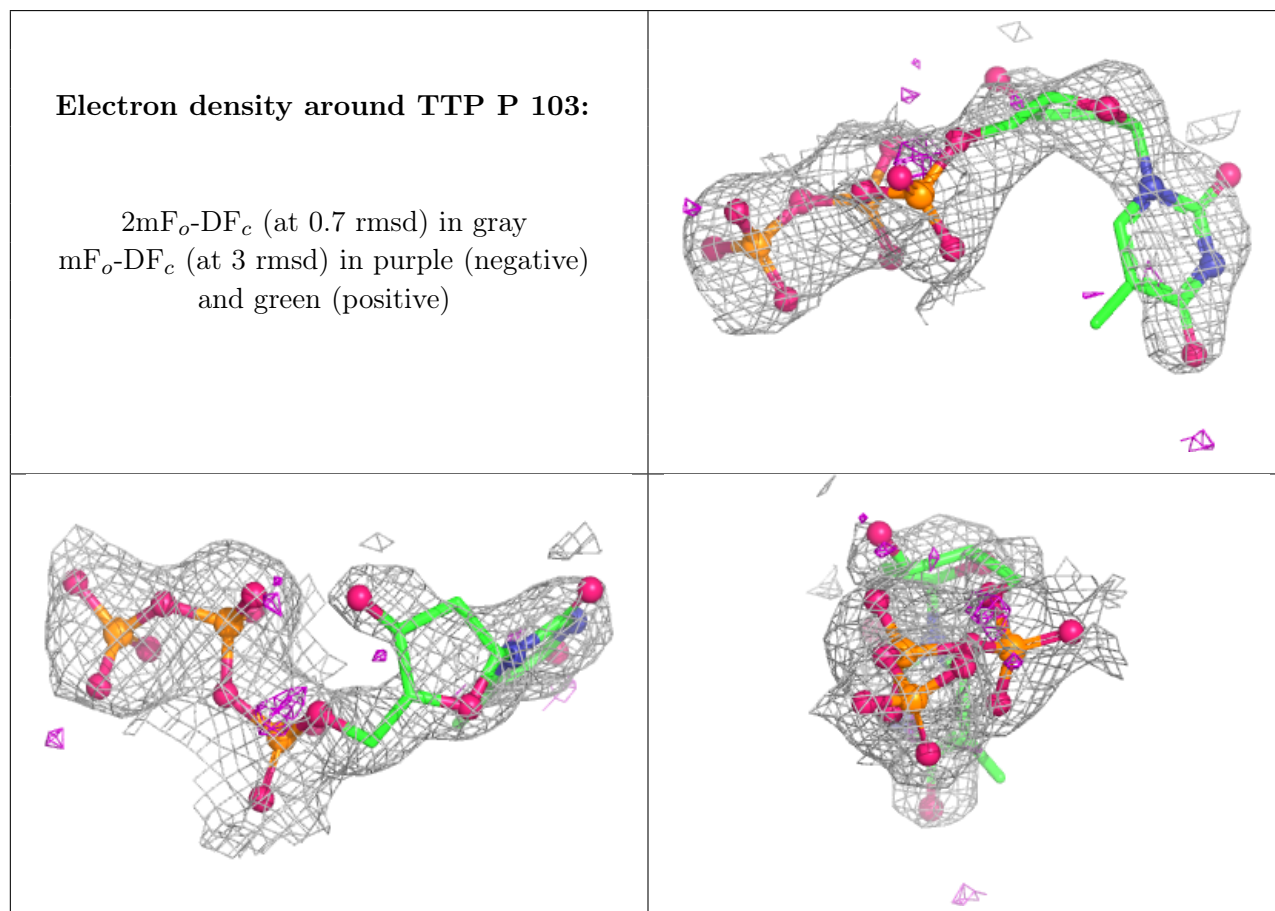 Electron density around TTP P 103:
2mFo-DFc (at 0.7 rmsd) in gray
mFo-DFc (at 3 rmsd) in purple (negative)
and green (positive)